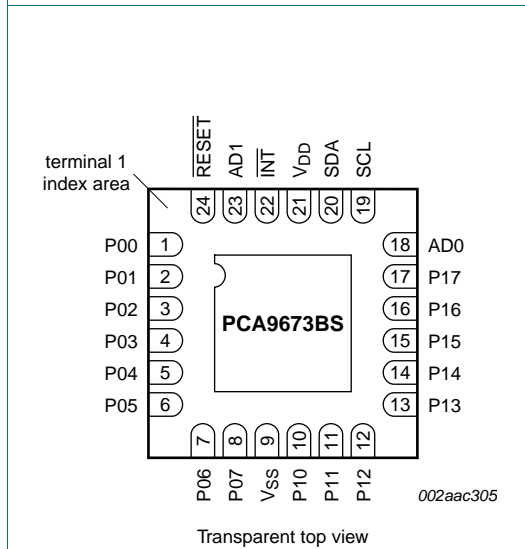 RESET
AD1
INT
VDD
SDA
SCL
terminal 1
index area
24
23
22
21
20
19
P00 1
18 AD0
P01 2
17 P17
P02 3
16 P16
PCA9673BS
P03 4
15 P15
P04 5
14 P14
P05 6
13 P13
7
8
9
10
11
12
P06
P07
VSS
P10
P11
P12
002aac305
Transparent top view